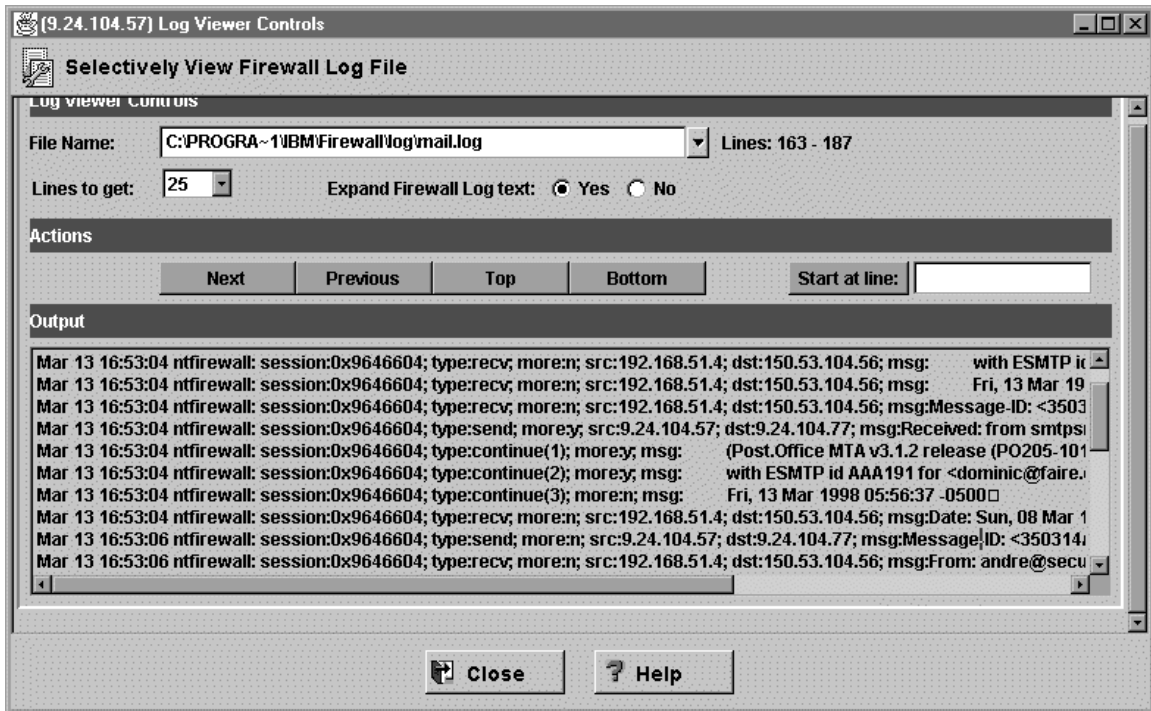 (9.24.104.57) Log Viewer Controls
Selectively View Firewall Log File
Log Viewer Controls
File Name: C:\PROGRA~1\IBM\Firewall\log\mail.log Lines: 163 - 187
Lines to get: 25 Expand Firewall Log text: Yes No
Actions
Next Previous Top Bottom Start at line:
Output
Mar 13 16:53:04 ntfirewall: session:0x9646604; type:recv; more:n; src:192.168.51.4; dst:150.53.104.56; msg: with ESMTP
Mar 13 16:53:04 ntfirewall: session:0x9646604; type:recv; more:n; src:192.168.51.4; dst:150.53.104.56; msg: Fri, 13 Mar 19
Mar 13 16:53:04 ntfirewall: session:0x9646604; type:recv; more:n; src:192.168.51.4; dst:150.53.104.56; msg:Message-ID: <3503
Mar 13 16:53:04 ntfirewall: session:0x9646604; type:send; more:y; src:9.24.104.57; dst:9.24.104.77; msg:Received: from smtps
Mar 13 16:53:04 ntfirewall: session:0x9646604; type:continue(1); more:y; msg: (Post.Office MTA v3.1.2 release (PO205-101
Mar 13 16:53:04 ntfirewall: session:0x9646604; type:continue(2); more:y; msg: with ESMTP id AAA191 for <dominic@faire.
Mar 13 16:53:04 ntfirewall: session:0x9646604; type:continue(3); more:n; msg: Fri, 13 Mar 1998 05:56:37 -0500□
Mar 13 16:53:04 ntfirewall: session:0x9646604; type:recv; more:n; src:192.168.51.4; dst:150.53.104.56; msg:Date: Sun, 08 Mar 1
Mar 13 16:53:06 ntfirewall: session:0x9646604; type:send; more:n; src:9.24.104.57; dst:9.24.104.77; msg:Message-ID: <350314
Mar 13 16:53:06 ntfirewall: session:0x9646604; type:recv; more:n; src:192.168.51.4; dst:150.53.104.56; msg:From: andre@secu
Close Help